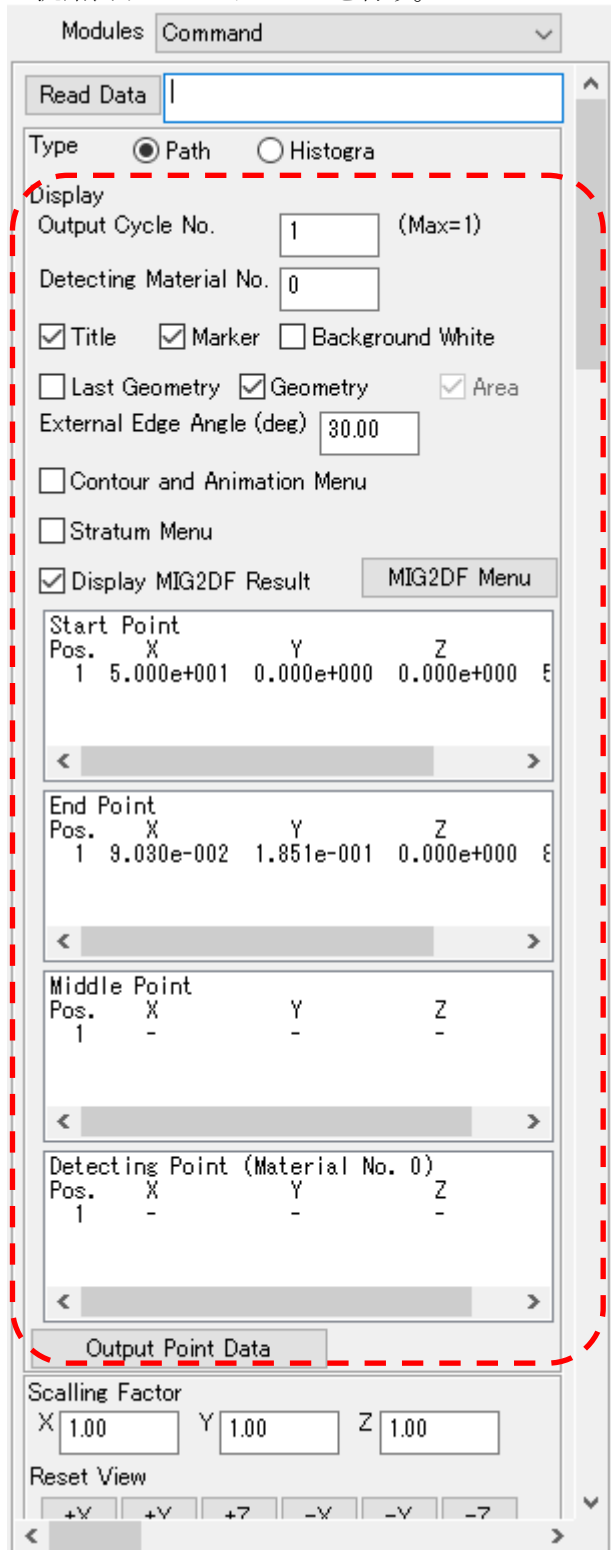 Modules Command
Read Data
Type Path Histogra
Display
Output Cycle No. 1 (Max=1)
Detecting Material No. 0
Title Marker Background White
Last Geometry Geometry Area
External Edge Angle (deg) 30.00
Contour and Animation Menu
Stratum Menu
Display MIG2DF Result MIG2DF Menu
Start Point
Pos. X Y Z
1 5.000e+001 0.000e+000 0.000e+000
End Point
Pos. X Y Z
1 9.030e-002 1.851e-001 0.000e+000
Middle Point
Pos. X Y Z
1 - - -
Detecting Point (Material No. 0)
Pos. X Y Z
1 - - -
Output Point Data
Scalling Factor
X 1.00 Y 1.00 Z 1.00
Reset View
+X +Y +Z -X -Y -Z